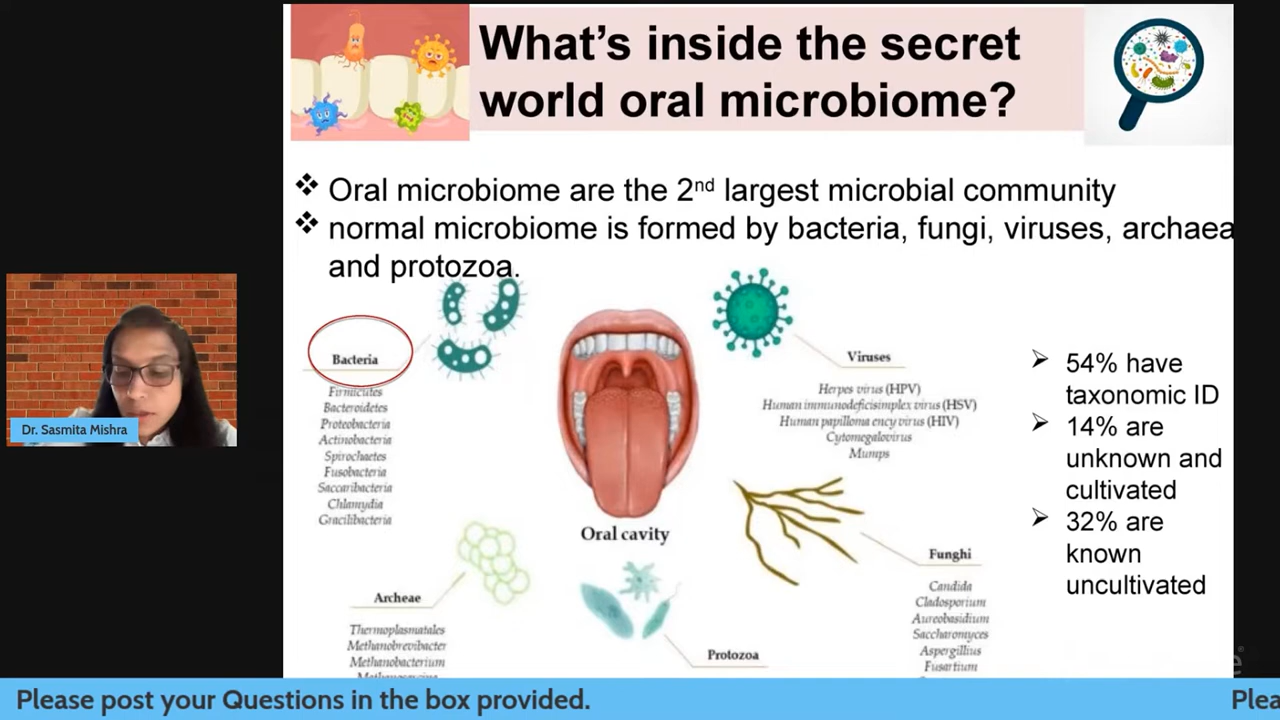 What's inside the secret
world oral microbiome?
❖ Oral microbiome are the 2nd largest microbial community
❖ normal microbiome is formed by bacteria, fungi, viruses, archaea
and protozoa.
Bacteria
Firmicutes
Bacteroidetes
Proteobacteria
Actinobacteria
Spirochaetes
Fusobacteria
Saccaribacteria
Chlamydia
Gracilibacteria
Viruses
Herpes virus (HPV)
Human immunodeficisimplex virus (HSV)
Human papilloma ency virus (HIV)
Cytomegalovirus
Mumps
➢ 54% have
taxonomic ID
➢ 14% are
unknown and
cultivated
➢ 32% are
known
uncultivated
Oral cavity
Archeae
Thermoplasmatales
Methanobrevibacter
Methanobacterium
Protozoa
Funghi
Candida
Cladosporium
Aureobasidium
Saccharomyces
Aspergillius
Fusartium
Dr. Sasmita Mishra
Please post your Questions in the box provided.
Plea